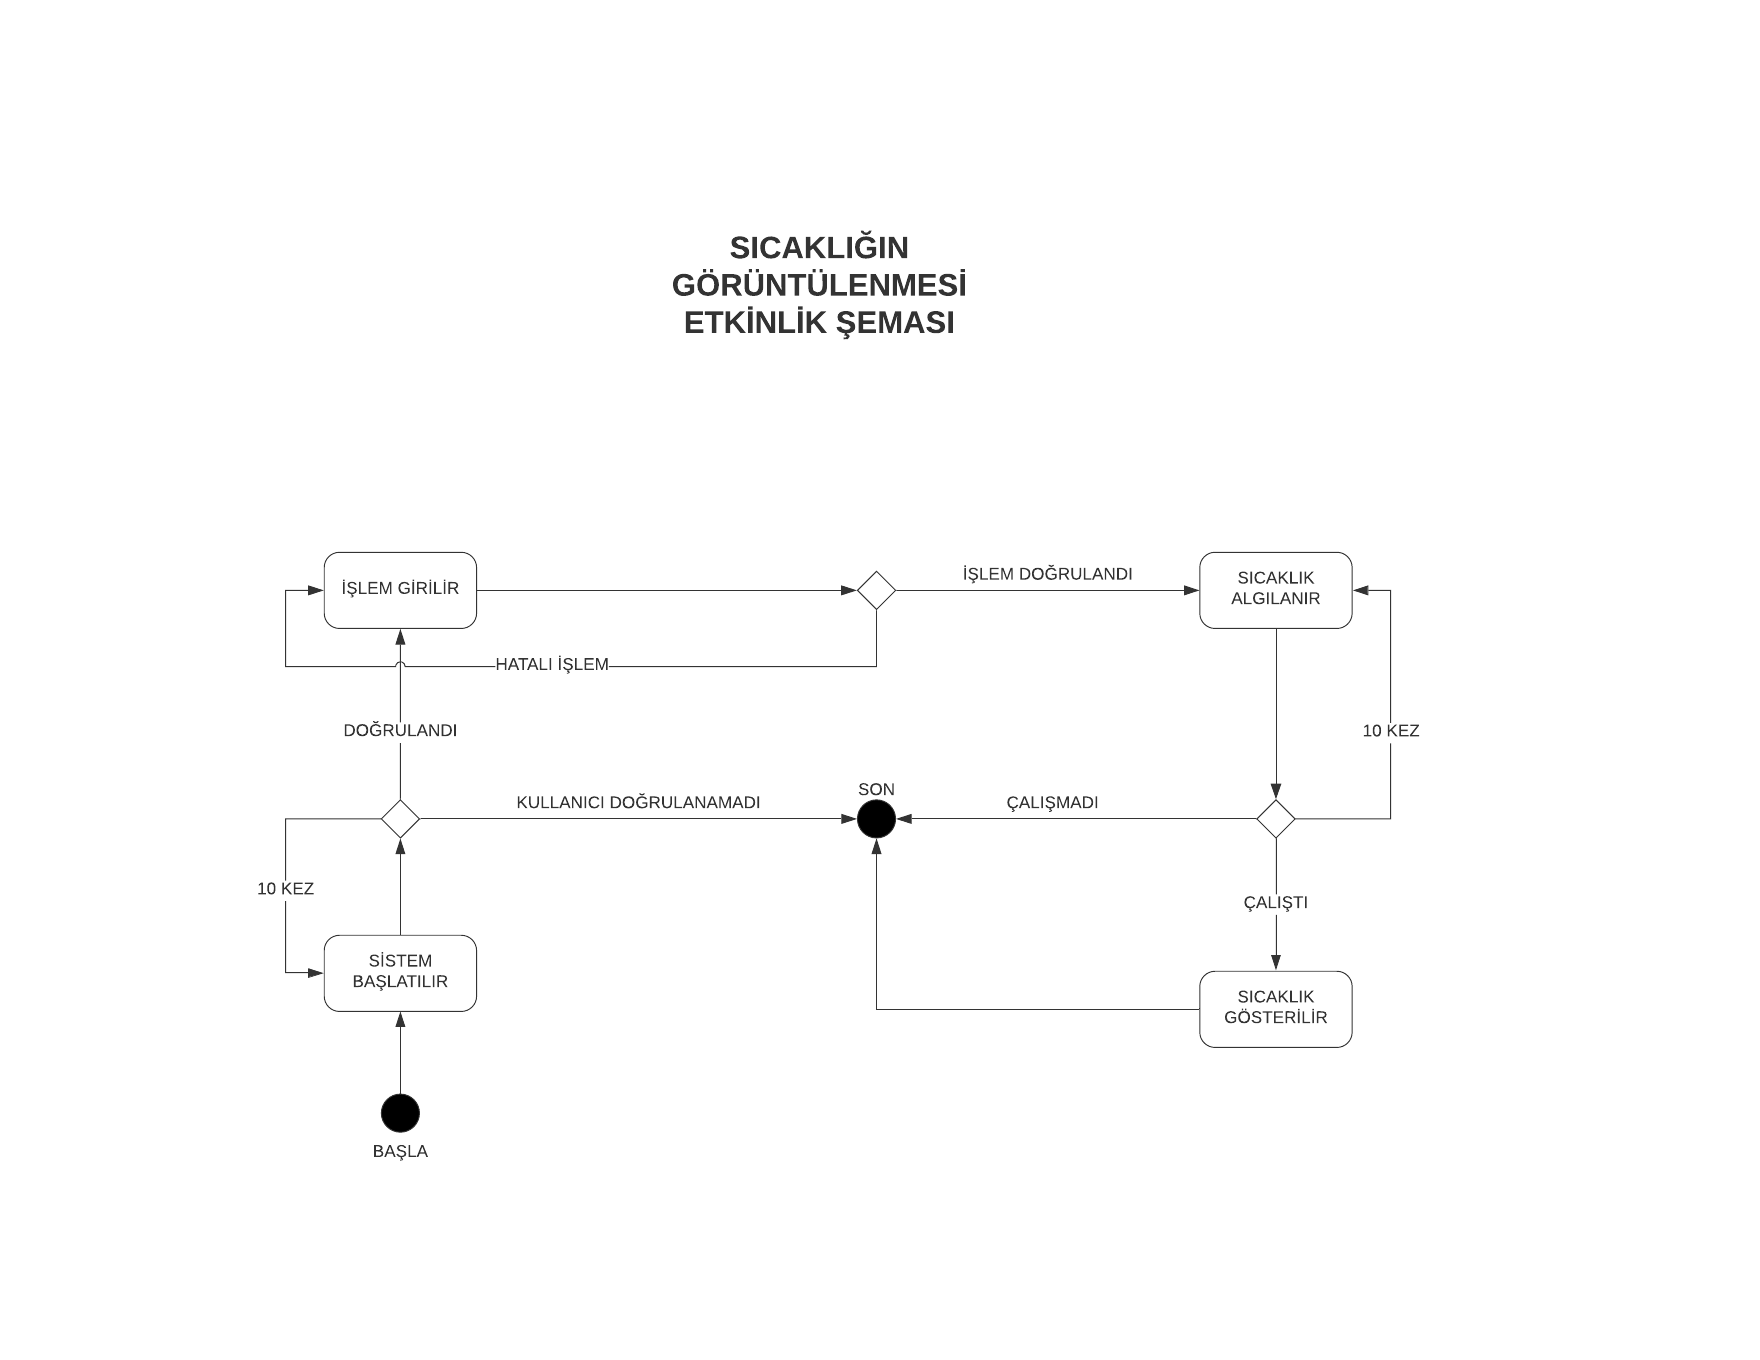 SICAKLIĞIN
GÖRÜNTÜLENMESİ
ETKİNLİK ŞEMASI
İŞLEM GİRİLİR
İŞLEM DOĞRULANDI
SICAKLIK
ALGILANIR
HATALI İŞLEM
DOĞRULANDI
10 KEZ
KULLANICI DOĞRULANAMADI
SON
ÇALIŞMADI
10 KEZ
ÇALIŞTI
SİSTEM
BAŞLATILIR
SICAKLIK
GÖSTERİLİR
BAŞLA